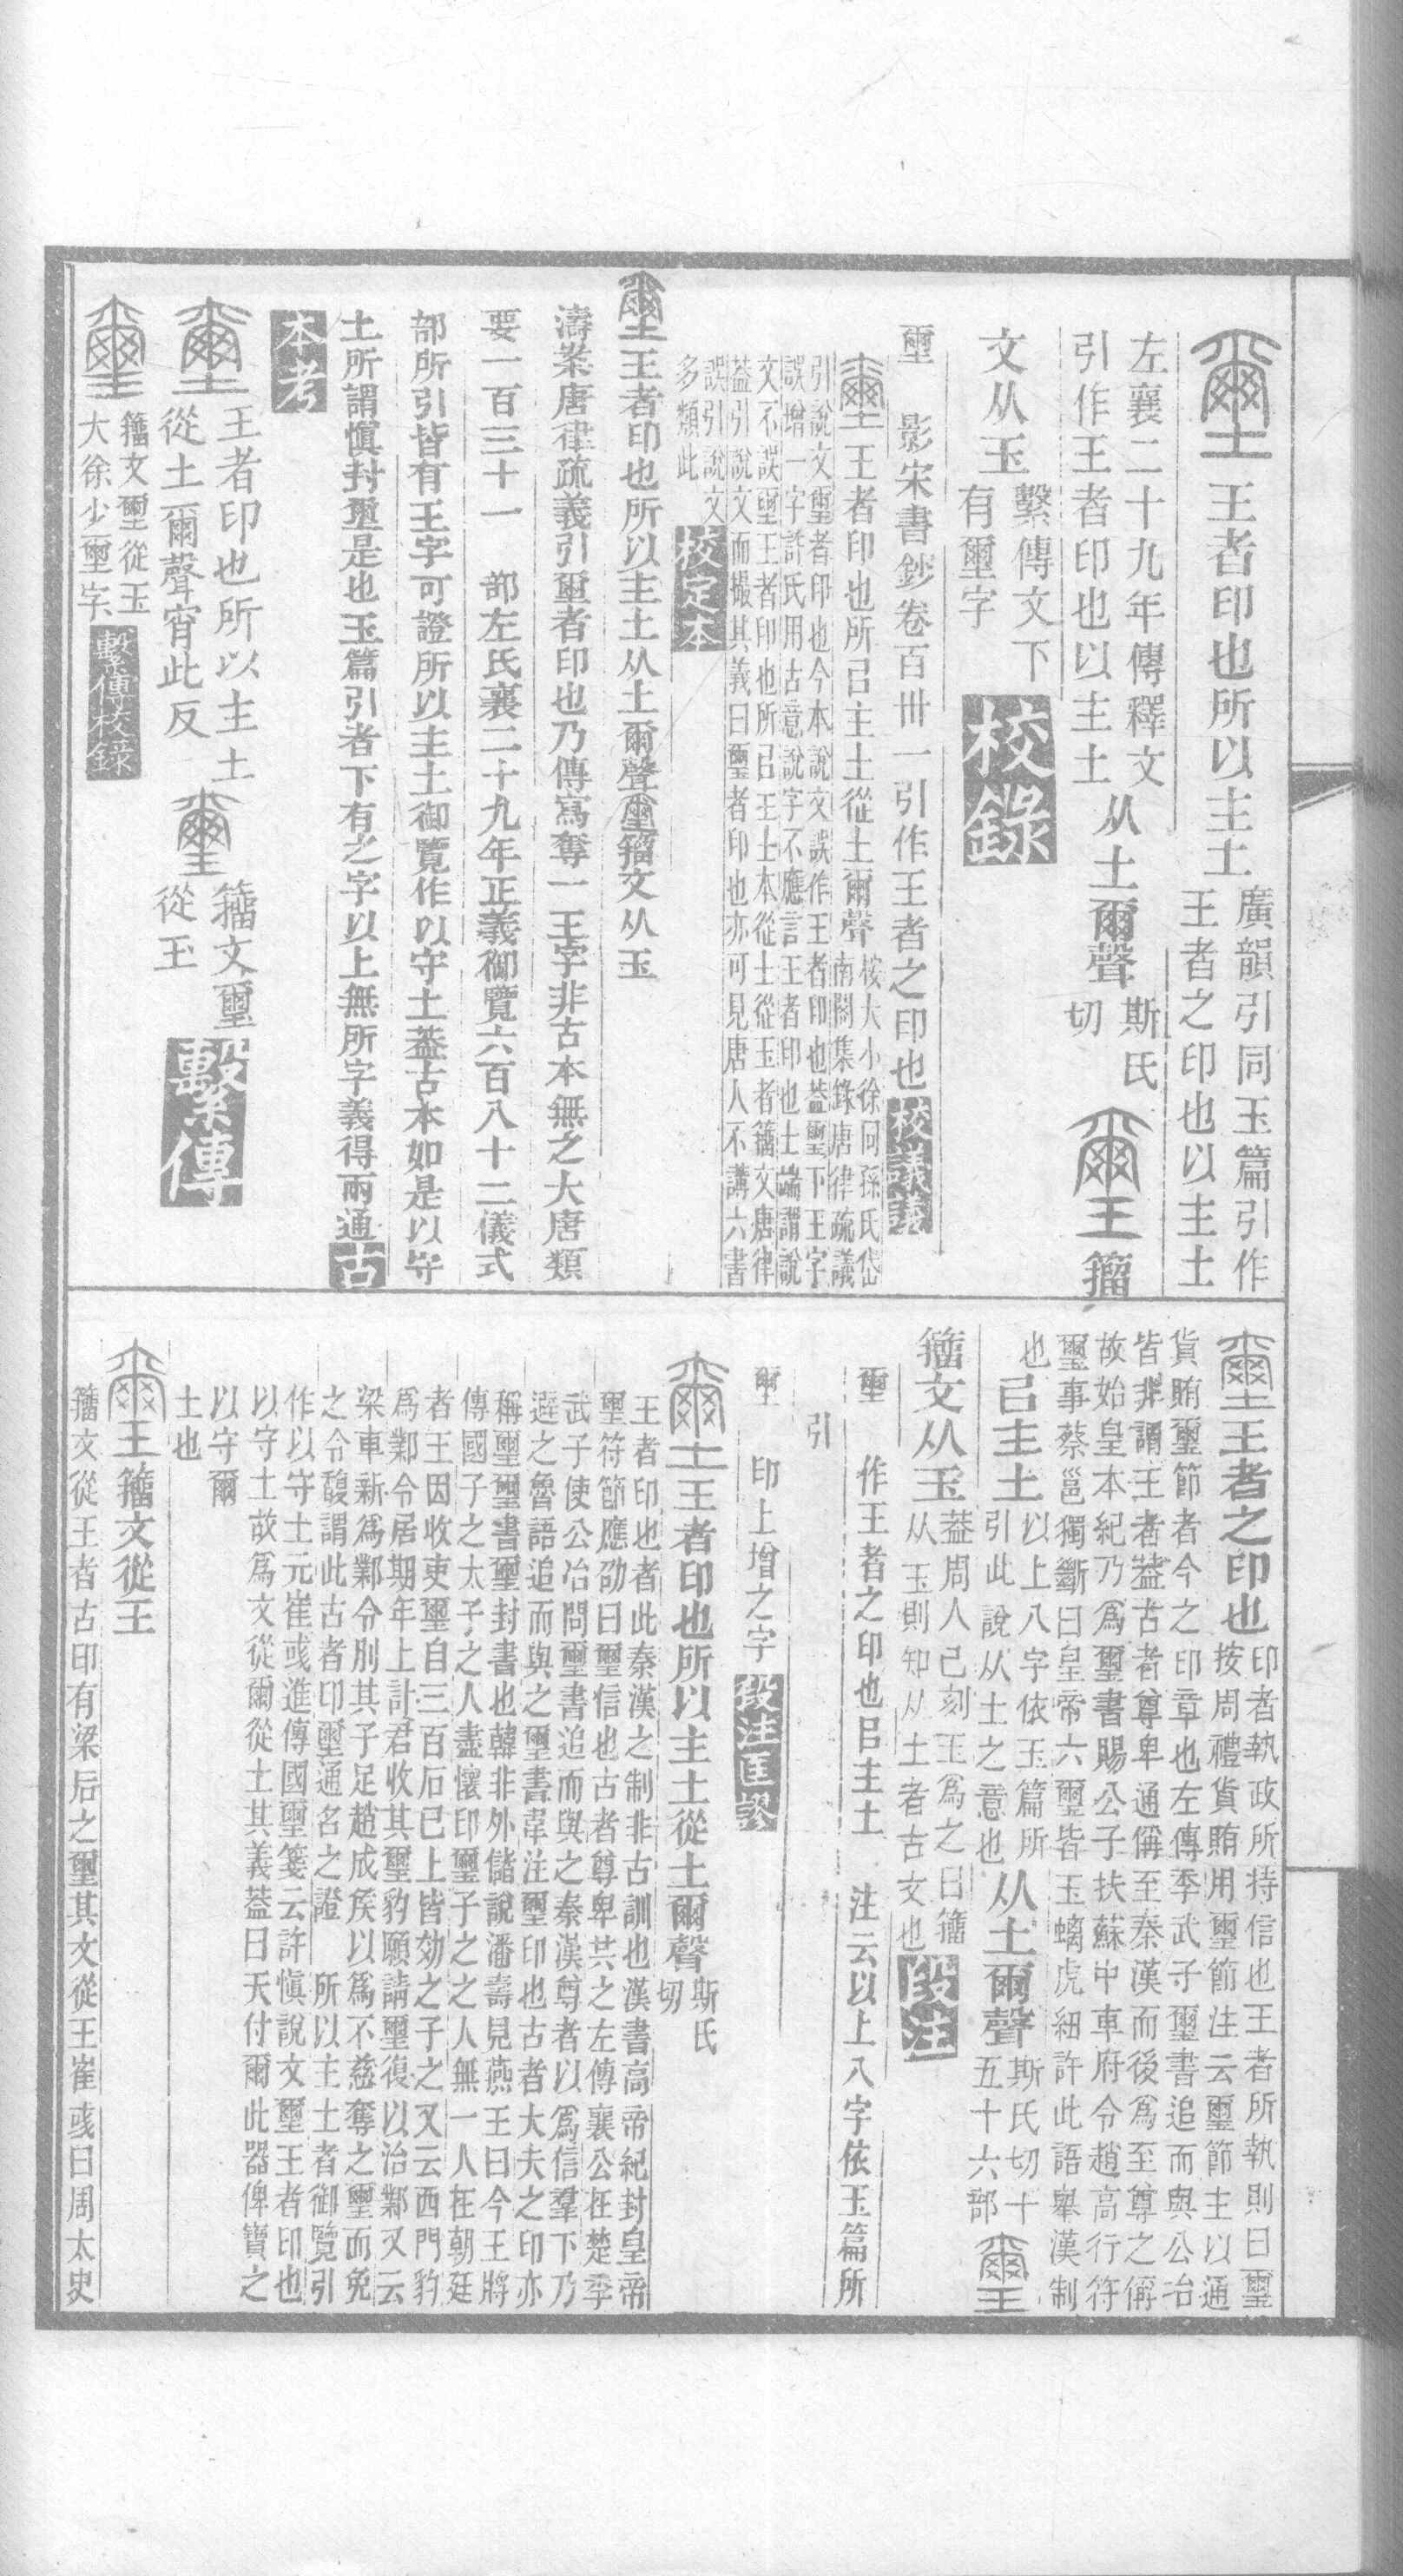 壐 王者印也所以主土 廣韻引同玉篇引作
王者之印也以主土
左襄二十九年傳釋文
引作王者印也以主土 从土爾聲 斯氏
切 璽 籀
文从玉 繫傳文下
有璽字 校錄
壐 影宋書鈔卷百卅一引作王者之印也 校議議
壐 王者印也所㠯主土從土爾聲 桉大小徐同孫氏岱
南閣集錄唐律疏議
引說文璽者印也今本說文誤作王者印也葢璽下王字
誤增一字許氏用古意說字不應言王者印也土端謂說
文不誤壐王者印也所㠯王土本從土從玉者籀文唐律
葢引說文而撮其義曰璽者印也亦可見唐人不講六書
誤引說文
多類此 校定本
壐 王者印也所以主土从土爾聲璽籀文从玉
濤案唐律疏義引璽者印也乃傳寫奪一王字非古本無之大唐類
要一百三十一 部左氏襄二十九年正義御覽六百八十二儀式
部所引皆有王字可證所以主土御覽作以守土葢古本如是以守
土所謂愼封壐是也玉篇引者下有之字以上無所字義得兩通 古
本考
壐 王者印也所以主土
從土爾聲宵此反 璽 籀文璽
從玉 繫傳
璽 籀文璽從玉
大徐少璽字 繫傳校錄
壐 王者之印也 印者執政所持信也王者所執則曰璽
按周禮貨賄用璽節注云璽節主以通
貨賄璽節者今之印章也左傳季武子璽書追而與公冶
皆非謂王者葢古者尊卑通偁至秦漢而後爲至尊之偁
故始皇本紀乃爲璽書賜公子扶蘇中車府令趙高行符
璽事蔡邕獨斷曰皇帝六璽皆玉螭虎紐許此語舉漢制
也 㠯主土 以上八字依玉篇所
引此說从土之意也 从土爾聲 斯氏切十
五十六部 璽
籀文从玉 葢周人已刻玉爲之曰籀
从玉則知从土者古文也 段注
壐 作王者之印也㠯主土 注云以上八字依玉篇所
引
壐 印上增之字 段注匡謬
壐 王者印也所以主土從土爾聲 斯氏
切
王者印也者此秦漢之制非古訓也漢書高帝紀封皇帝
璽符節應劭曰璽信也古者尊卑共之左傳襄公在楚季
武子使公冶問璽書追而與之秦漢尊者以爲信羣下乃
避之魯語追而與之璽書韋注璽印也古者大夫之印亦
稱璽璽書璽封書也韓非外儲說潘壽見燕王曰今王將
傳國子之太子之人盡懷印璽子之之人無一人在朝廷
者王因收吏璽自三百石已上皆効之子之又云西門豹
爲鄴令居期年上計君收其璽豹願請璽復以治鄴又云
梁車新爲鄴令刖其子足趙成矦以爲不慈奪之璽而免
之令馥謂此古者印璽通名之證 所以主土者御覽引
作以守土元崔彧進傳國璽箋云許愼說文璽王者印也
以守土故爲文從爾從土其義葢曰天付爾此器俾寶之
以守爾
土也
璽 籀文從玉
籀文從王者古印有梁后之璽其文從王崔彧曰周太史